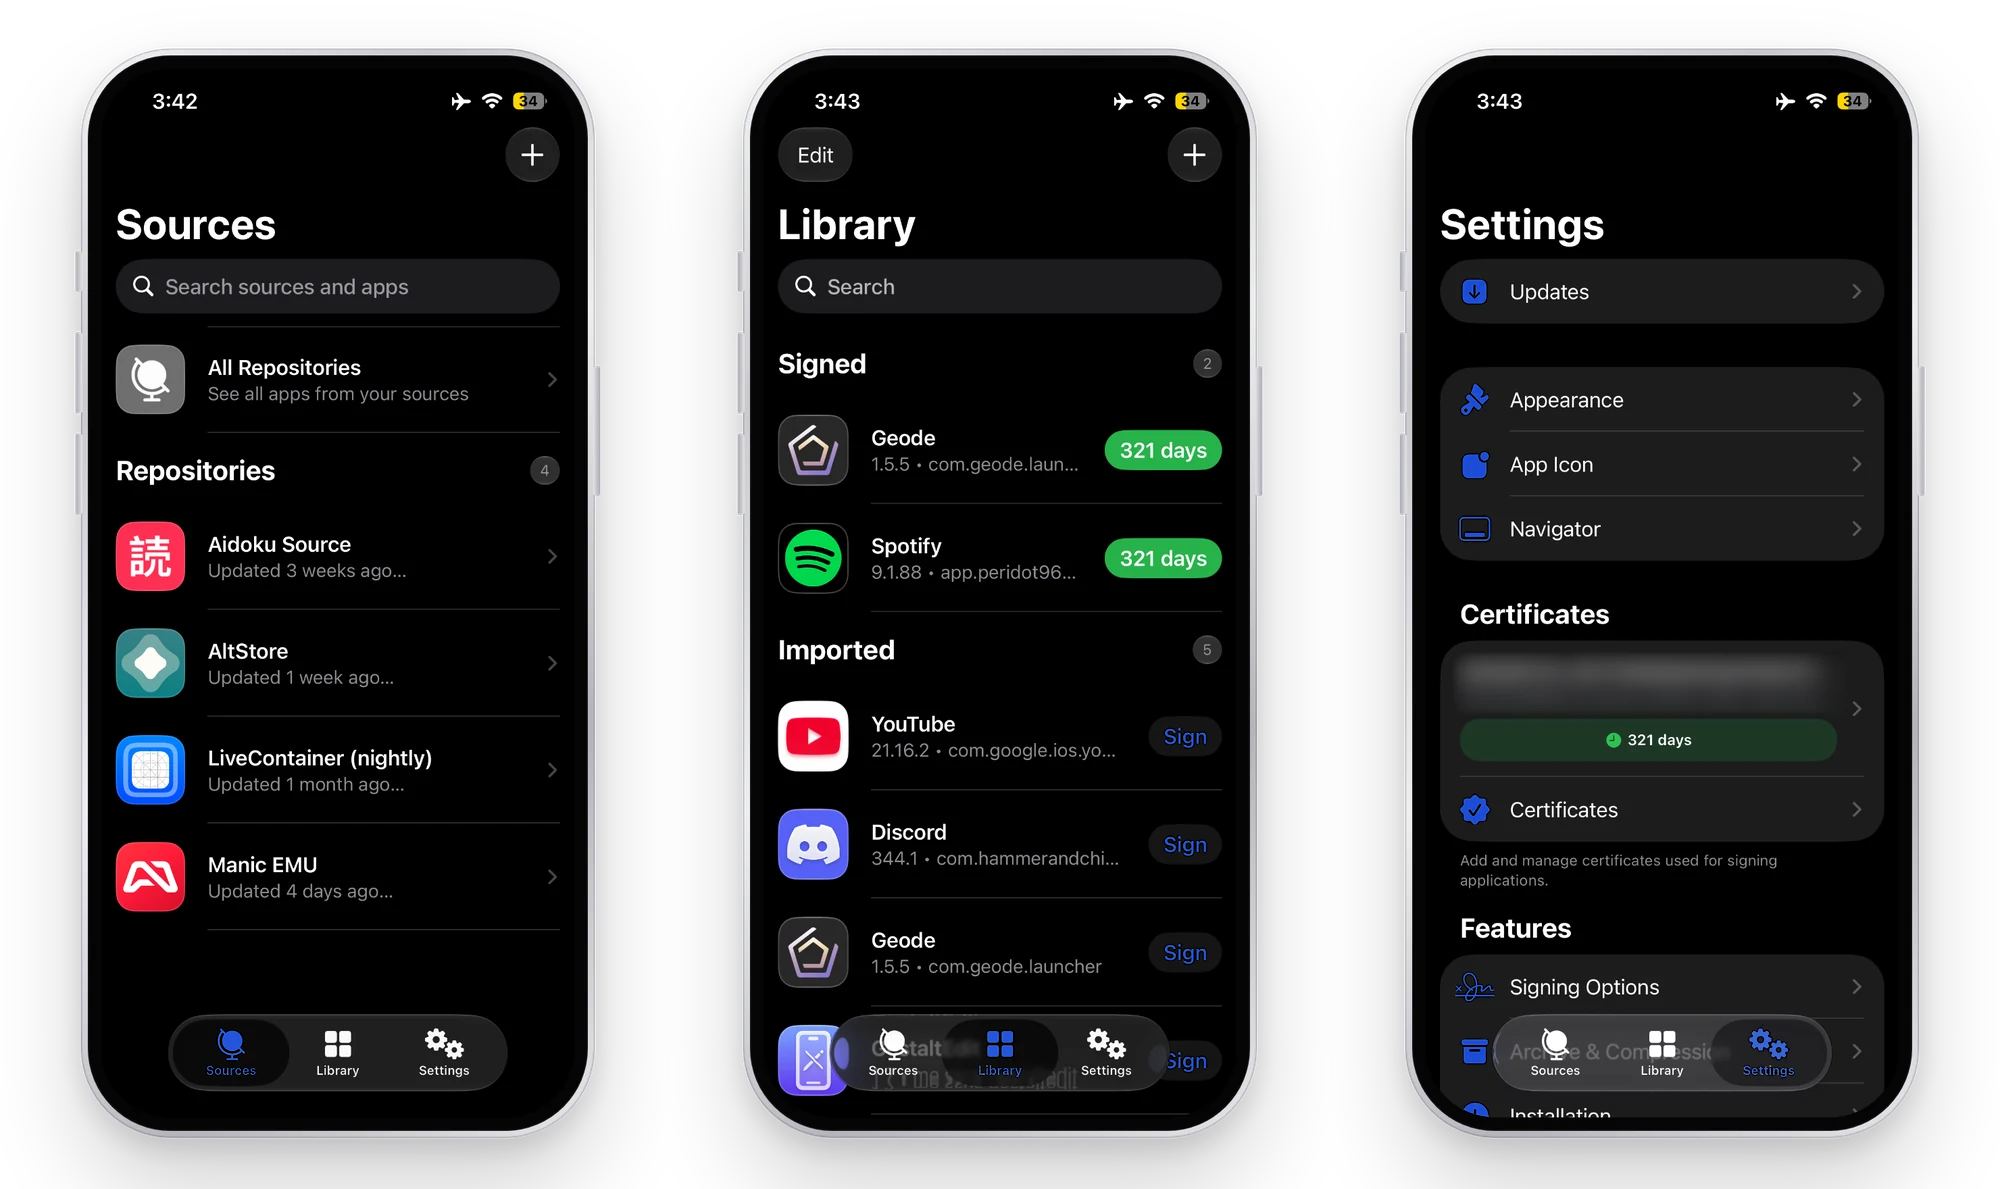 3:42
34
Sources
Search sources and apps
All Repositories
See all apps from your sources
Repositories
4
読
Aidoku Source
Updated 3 weeks ago...
AltStore
Updated 1 week ago...
LiveContainer (nightly)
Updated 1 month ago...
Manic EMU
Updated 4 days ago...
Sources
Library
Settings
3:43
34
Edit
Library
Search
Signed
2
Geode
1.5.5 • com.geode.laun...
321 days
Spotify
9.1.88 • app.peridot96...
321 days
Imported
5
YouTube
21.16.2 • com.google.ios.yo...
Sign
Discord
344.1 • com.hammerandchi...
Sign
Geode
1.5.5 • com.geode.launcher
Sign
Sign
Sources
Library
Settings
3:43
34
Settings
Updates
Appearance
App Icon
Navigator
Certificates
321 days
Certificates
Add and manage certificates used for signing
applications.
Features
Signing Options
Archive & Compression
Installation
Sources
Library
Settings